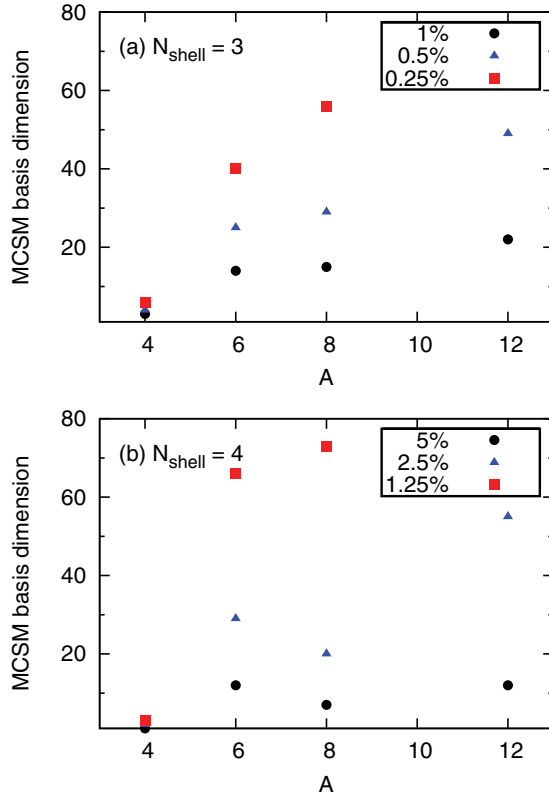 80
(a) N_shell = 3
1%
0.5%
0.25%
60
40
20
MCSM basis dimension
4 6 8 10 12
A
80
(b) N_shell = 4
5%
2.5%
1.25%
60
40
20
MCSM basis dimension
4 6 8 10 12
A